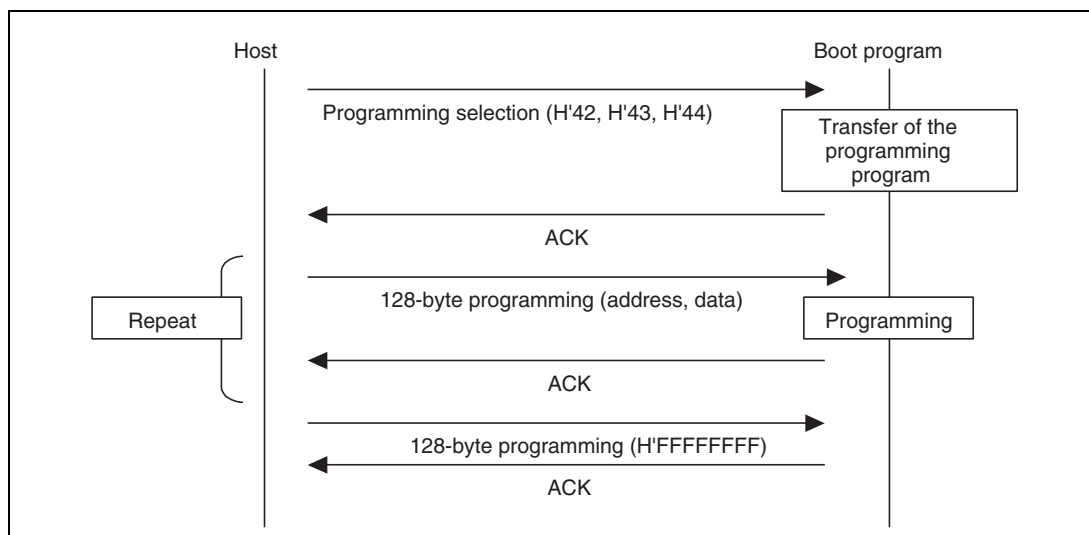 Host
Boot program
Programming selection (H'42, H'43, H'44)
Transfer of the
programming
program
ACK
128-byte programming (address, data)
Repeat
Programming
ACK
128-byte programming (H'FFFFFFFF)
ACK